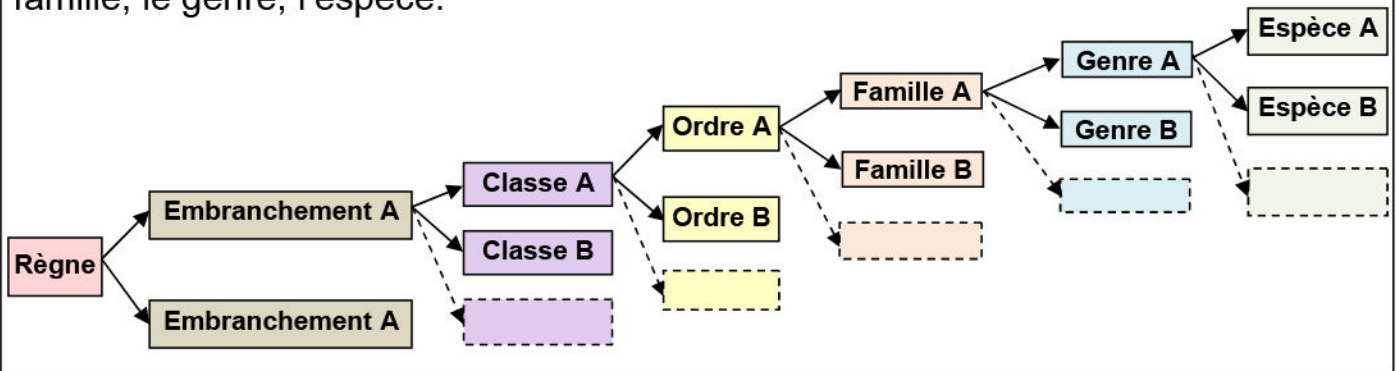 famille, le genre, l'espèce.
Règne
Embranchement A
Embranchement A
Classe A
Classe B
Ordre A
Ordre B
Famille A
Famille B
Genre A
Genre B
Espèce A
Espèce B